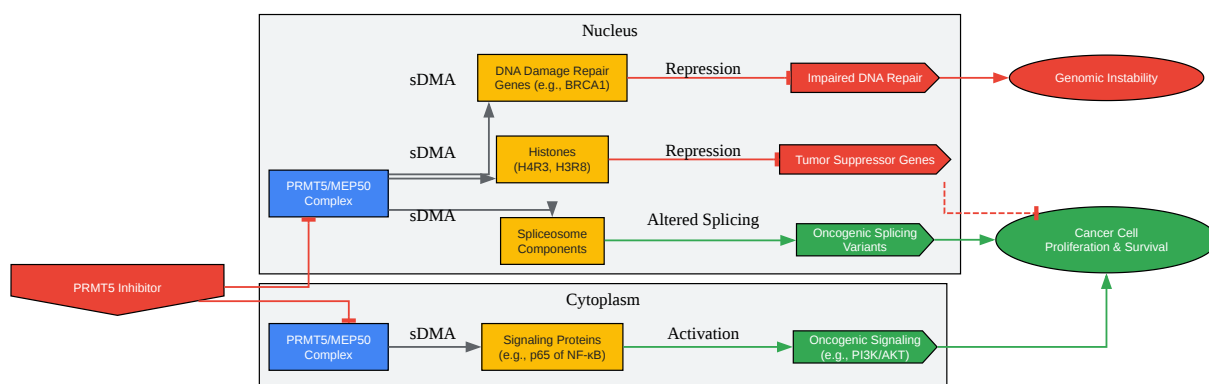 Nucleus
sDMA
DNA Damage Repair
Genes (e.g., BRCA1)
Repression
Impaired DNA Repair
Genomic Instability
sDMA
Histones
(H4R3, H3R8)
Repression
Tumor Suppressor Genes
PRMT5/MEP50
Complex
sDMA
Spliceosome
Components
Altered Splicing
Oncogenic Splicing
Variants
Cancer Cell
Proliferation & Survival
PRMT5 Inhibitor
Cytoplasm
PRMT5/MEP50
Complex
sDMA
Signaling Proteins
(e.g., p65 of NF-κB)
Activation
Oncogenic Signaling
(e.g., PI3K/AKT)